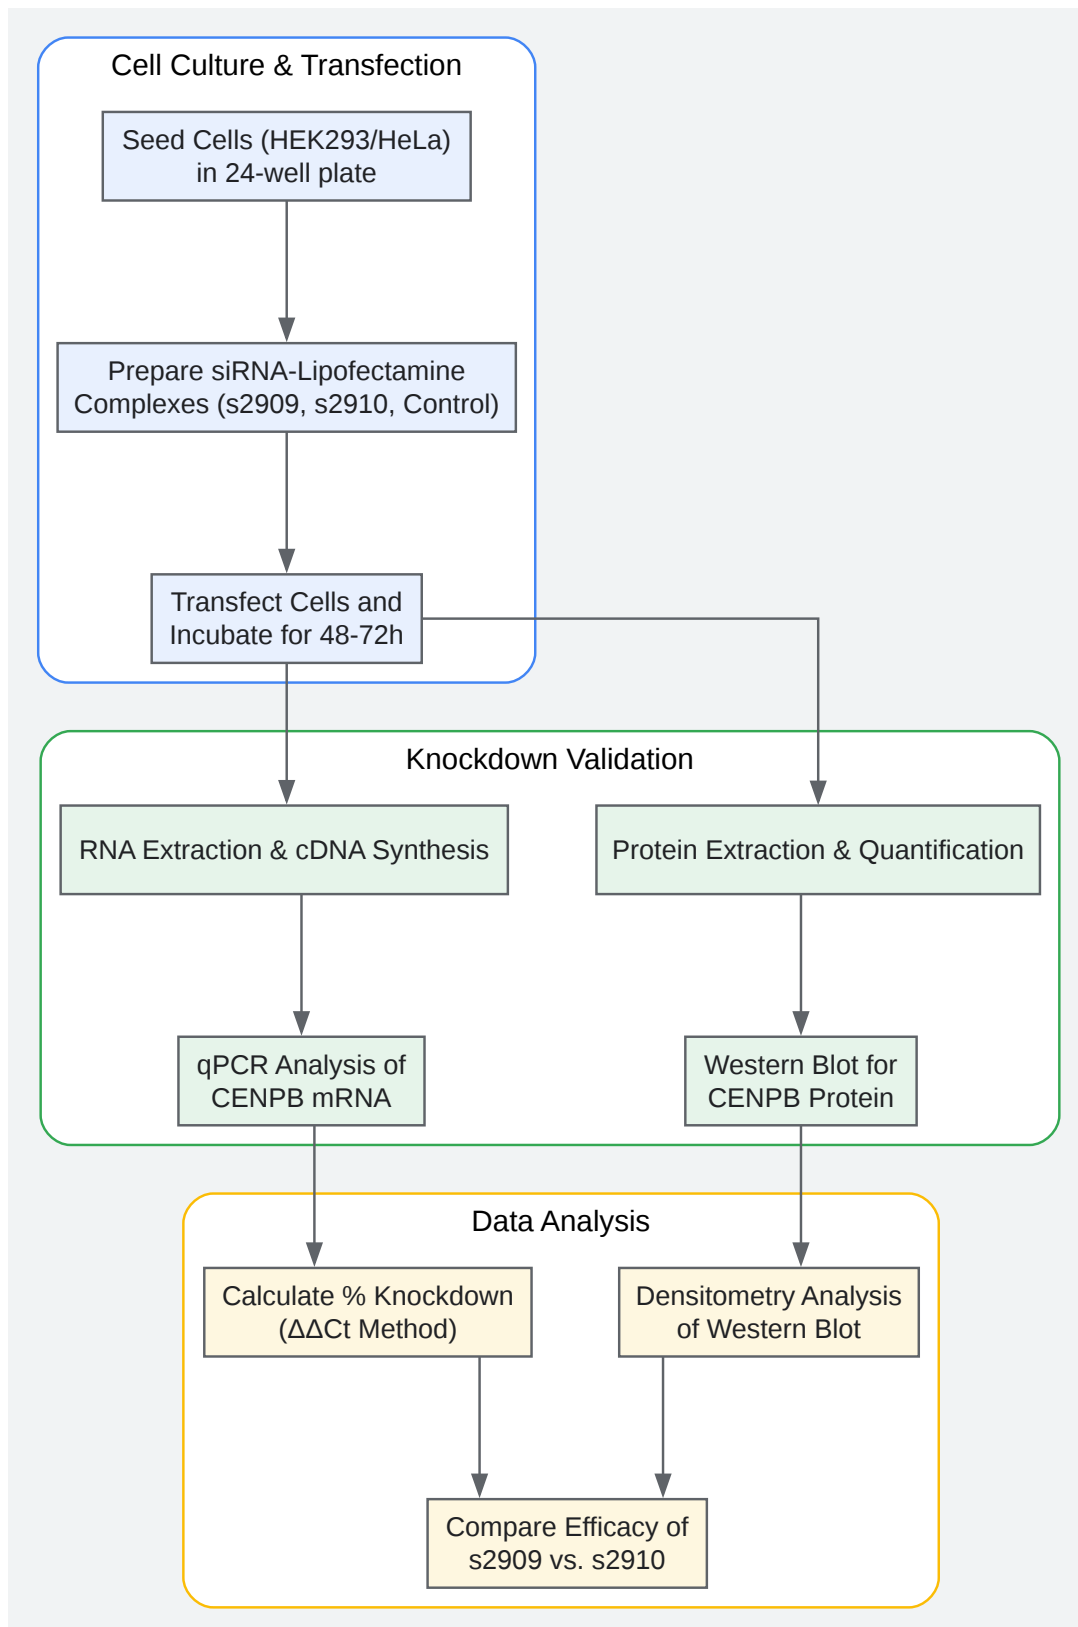 Cell Culture & Transfection
Seed Cells (HEK293/HeLa)
in 24-well plate
Prepare siRNA-Lipofectamine
Complexes (s2909, s2910, Control)
Transfect Cells and
Incubate for 48-72h
Knockdown Validation
RNA Extraction & cDNA Synthesis
Protein Extraction & Quantification
qPCR Analysis of
CENPB mRNA
Western Blot for
CENPB Protein
Data Analysis
Calculate % Knockdown
(ΔΔCt Method)
Densitometry Analysis
of Western Blot
Compare Efficacy of
s2909 vs. s2910